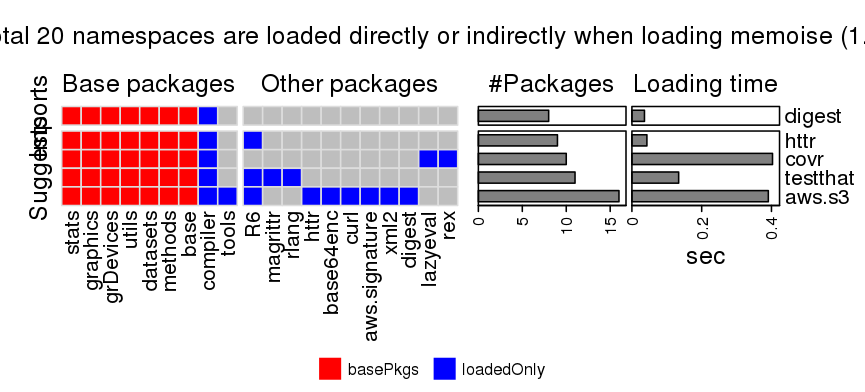 otal 20 namespaces are loaded directly or indirectly when loading memoise (1.
Base packages
Other packages
#Packages
Loading time
Imports
Suggests
digest
httr
covr
testthat
aws.s3
stats
graphics
grDevices
utils
datasets
methods
base
compiler
tools
R6
magrittr
rlang
httr
base64enc
curl
aws.signature
xml2
digest
lazyeval
rex
0 5 10 15
0 0.2 0.4
sec
basePkgs
loadedOnly